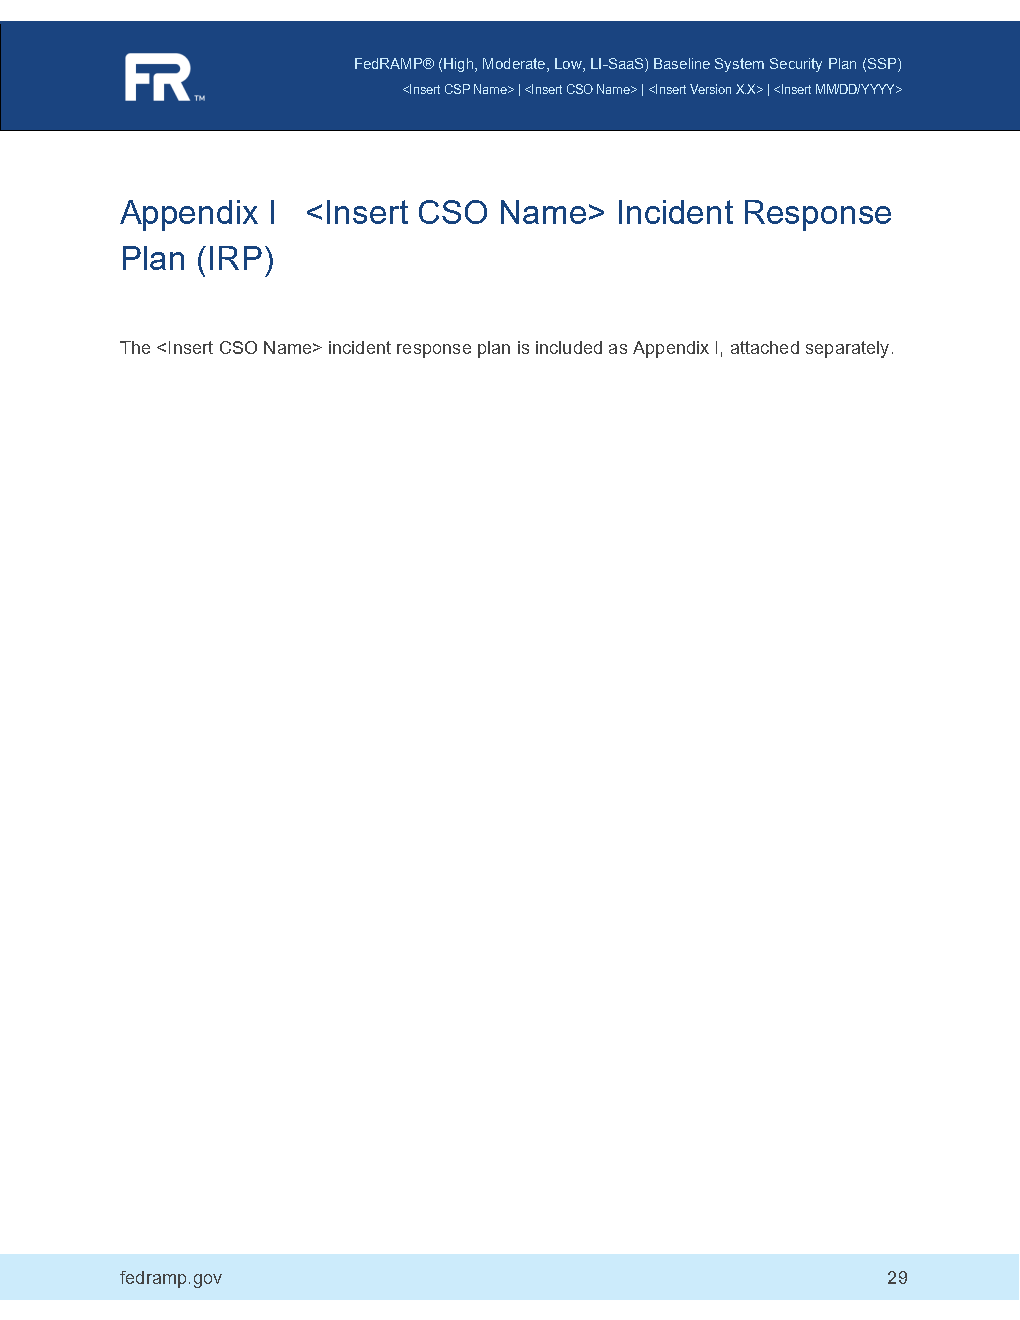 FR™
FedRAMP® (High, Moderate, Low, LI-SaaS) Baseline System Security Plan (SSP)
<Insert CSP Name> | <Insert CSO Name> | <Insert Version X.X> | <Insert MM/DD/YYYY>
Appendix I <Insert CSO Name> Incident Response
Plan (IRP)
The <Insert CSO Name> incident response plan is included as Appendix I, attached separately.
fedramp.gov 29